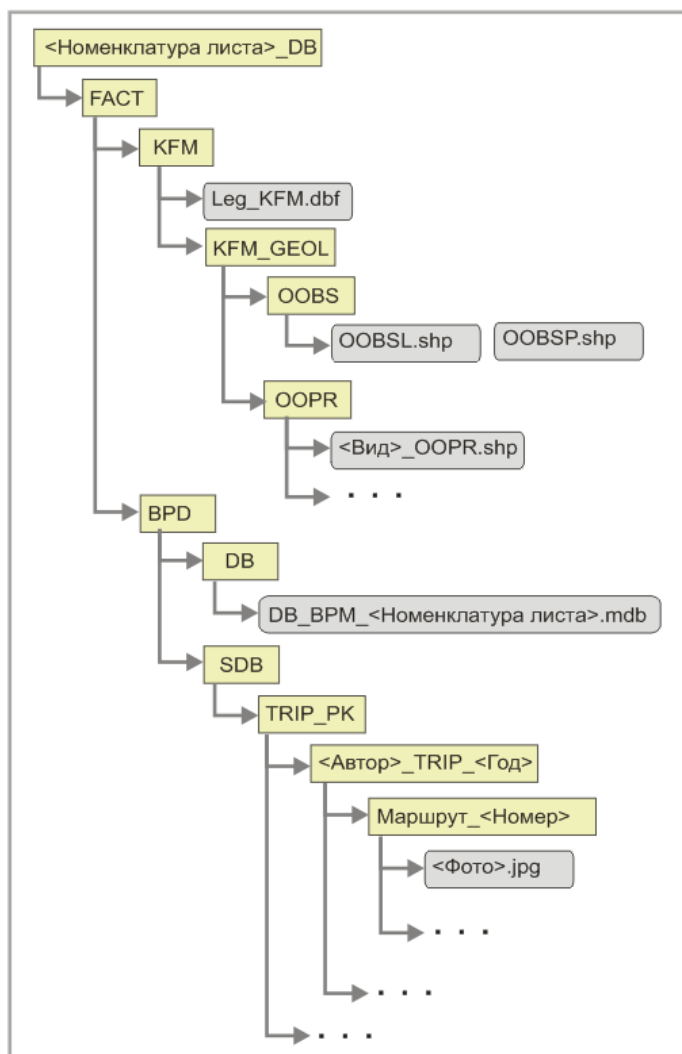 <Номенклатура листа>_DB
FACT
KFM
Leg_KFM.dbf
KFM_GEOL
OOBS
OOBSL.shp
OOBSP.shp
OOPR
<Вид>_OOPR.shp
. . .
BPD
DB
DB_BPM_<Номенклатура листа>.mdb
SDB
TRIP_PK
<Автор>_TRIP_<Год>
Маршрут_<Номер>
<Фото>.jpg
. . .
. . .
. . .